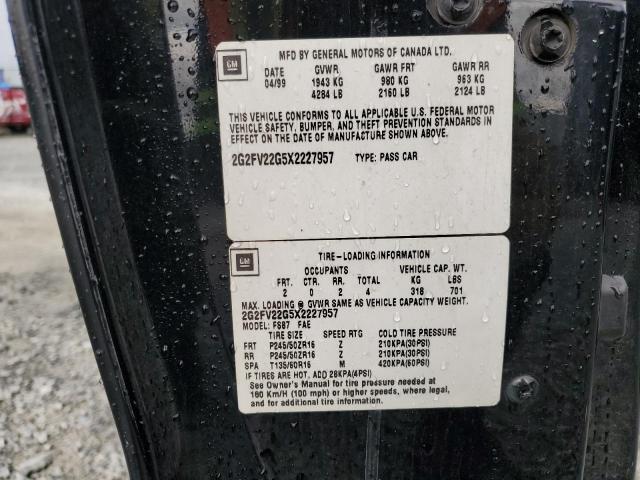 GM
MFD BY GENERAL MOTORS OF CANADA LTD.
DATE GVWR GAWR FRT GAWR RR
04/99 1943 KG 980 KG 963 KG
4284 LB 2160 LB 2124 LB
THIS VEHICLE CONFORMS TO ALL APPLICABLE U.S. FEDERAL MOTOR
VEHICLE SAFETY, BUMPER, AND THEFT PREVENTION STANDARDS IN
EFFECT ON THE DATE OF MANUFACTURE SHOWN ABOVE.
2G2FV22G5X2227957 TYPE: PASS CAR
GM
TIRE-LOADING INFORMATION
OCCUPANTS VEHICLE CAP. WT.
FRT. CTR. RR. TOTAL KG LBS
2 0 2 4 318 701
MAX. LOADING @ GVWR SAME AS VEHICLE CAPACITY WEIGHT.
2G2FV22G5X2227957
MODEL: FS87 FAE
TIRE SIZE SPEED RTG COLD TIRE PRESSURE
FRT P245/50ZR16 Z 210KPA(30PSI)
RR P245/50ZR16 Z 210KPA(30PSI)
SPA T135/60R16 M 420KPA(60PSI)
IF TIRES ARE HOT, ADD 28KPA(4PSI)
See Owner's Manual for tire pressure needed at
160 Km/H (100 mph) or higher speeds, where legal,
and for additional tire information.